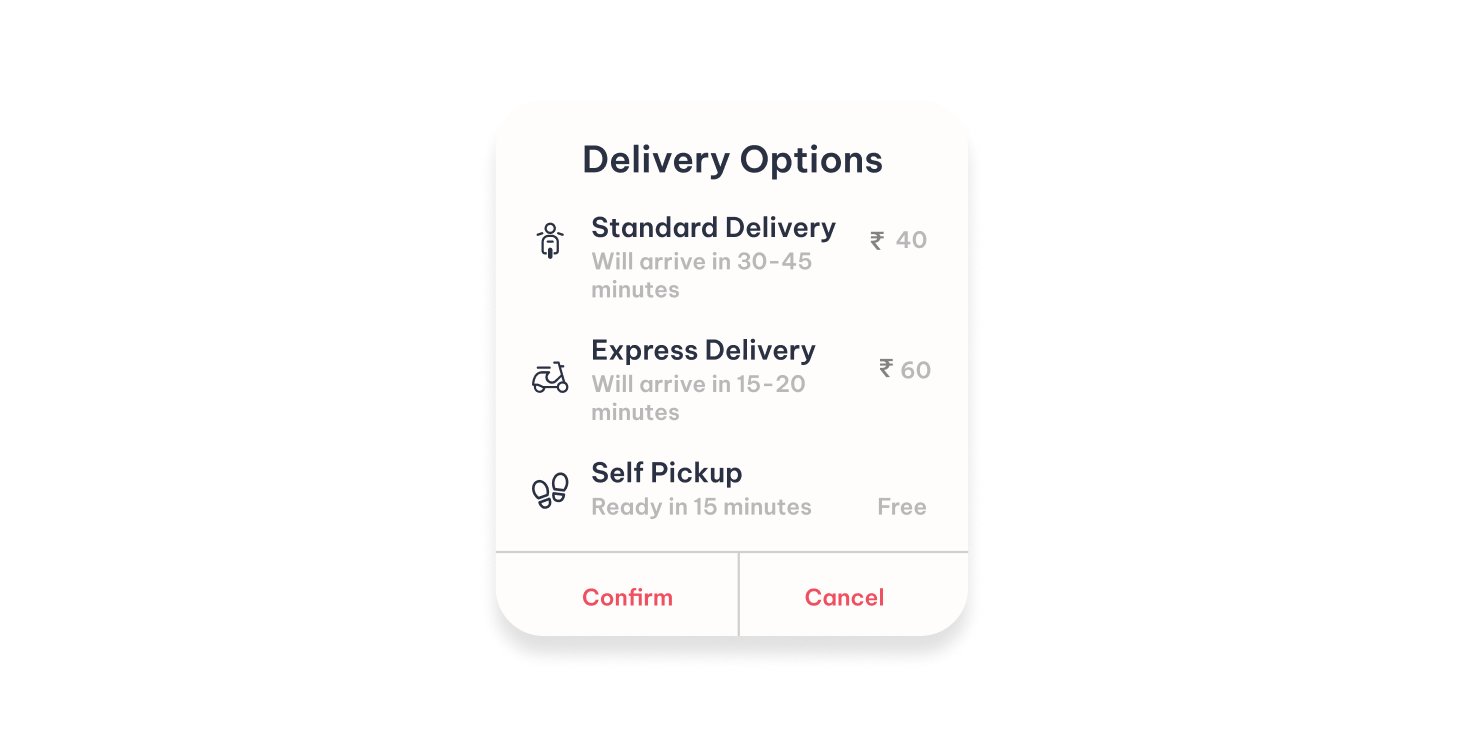 Delivery Options
Standard Delivery
₹ 40
Will arrive in 30-45
minutes
Express Delivery
₹ 60
Will arrive in 15-20
minutes
Self Pickup
Ready in 15 minutes
Free
Confirm
Cancel